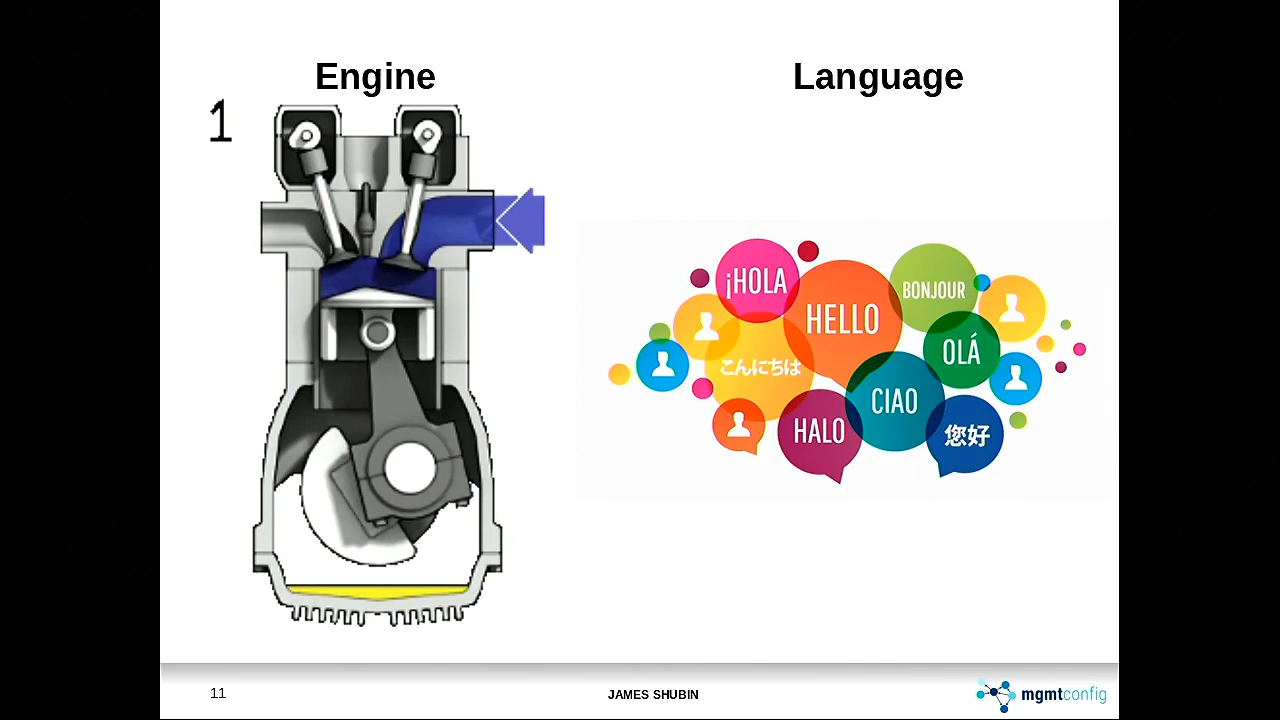 Engine
Language
1
¡HOLA
HELLO
BONJOUR
こんにちは
OLÁ
CIAO
HALO
您好
11
JAMES SHUBIN
mgmtconfig